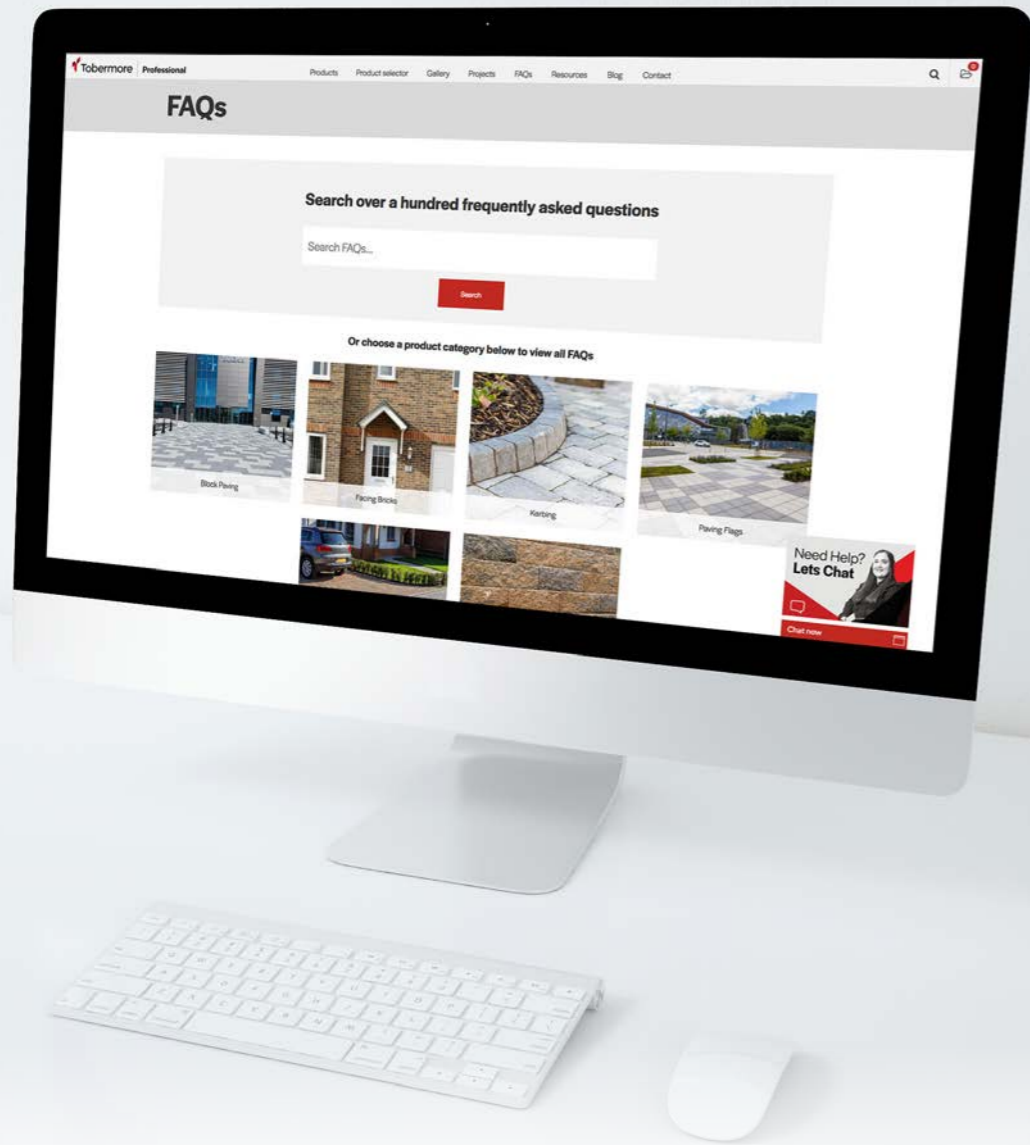 Tobermore Professional Products Product selector Gallery Projects FAQs Resources Blog Contact 0
FAQs
Search over a hundred frequently asked questions
Search FAQs...
Search
Or choose a product category below to view all FAQs
Block Paving Facing Bricks Kerbing Paving Flags
Need Help?
Lets Chat
Chat now